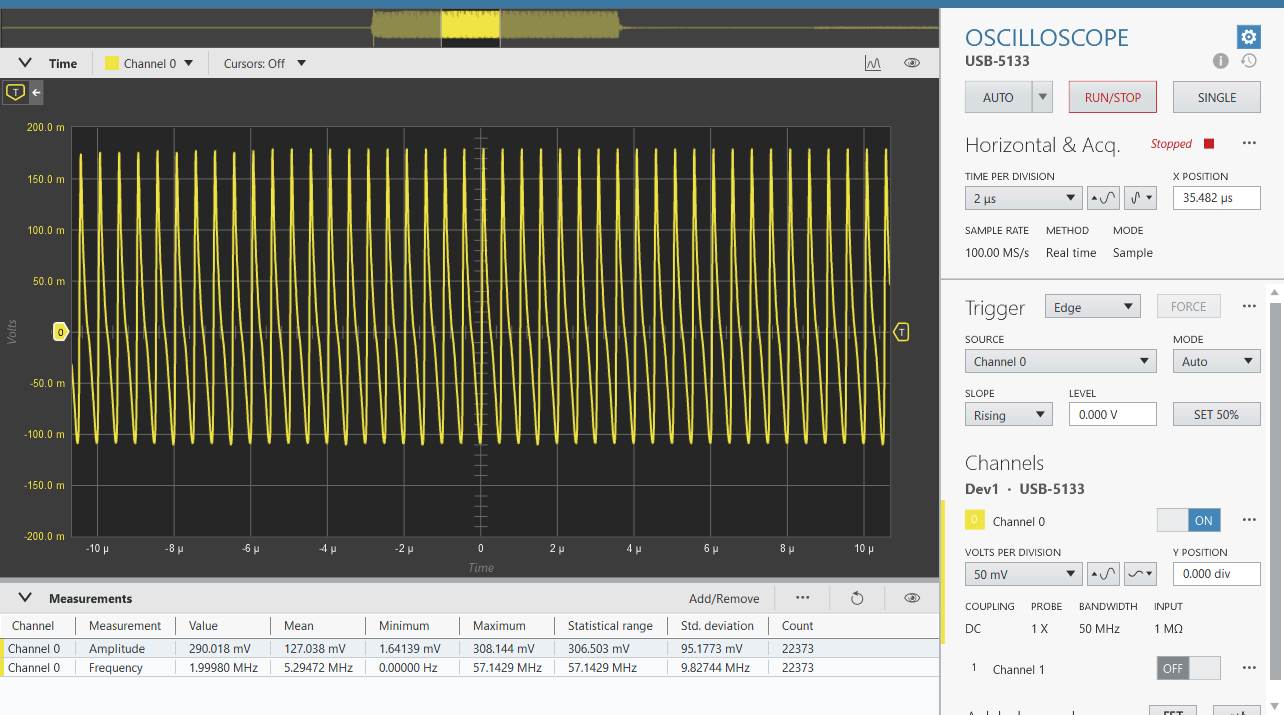 Time Channel 0 Cursors: Off
T
200.0 m
150.0 m
100.0 m
50.0 m
0
T
-50.0 m
-100.0 m
-150.0 m
-200.0 m
Volts
-10 µ -8 µ -6 µ -4 µ -2 µ 0 2 µ 4 µ 6 µ 8 µ 10 µ
Time
Measurements Add/Remove
Channel Measurement Value Mean Minimum Maximum Statistical range Std. deviation Count
Channel 0 Amplitude 290.018 mV 127.038 mV 1.64139 mV 308.144 mV 306.503 mV 95.1773 mV 22373
Channel 0 Frequency 1.99980 MHz 5.29472 MHz 0.00000 Hz 57.1429 MHz 57.1429 MHz 9.82744 MHz 22373
OSCILLOSCOPE
USB-5133
AUTO RUN/STOP SINGLE
Horizontal & Acq. Stopped
TIME PER DIVISION X POSITION
2 µs 35.482 µs
SAMPLE RATE METHOD MODE
100.00 MS/s Real time Sample
Trigger Edge FORCE
SOURCE MODE
Channel 0 Auto
SLOPE LEVEL
Rising 0.000 V SET 50%
Channels
Dev1 · USB-5133
0 Channel 0 ON
VOLTS PER DIVISION Y POSITION
50 mV 0.000 div
COUPLING PROBE BANDWIDTH INPUT
DC 1 X 50 MHz 1 MΩ
1 Channel 1 OFF